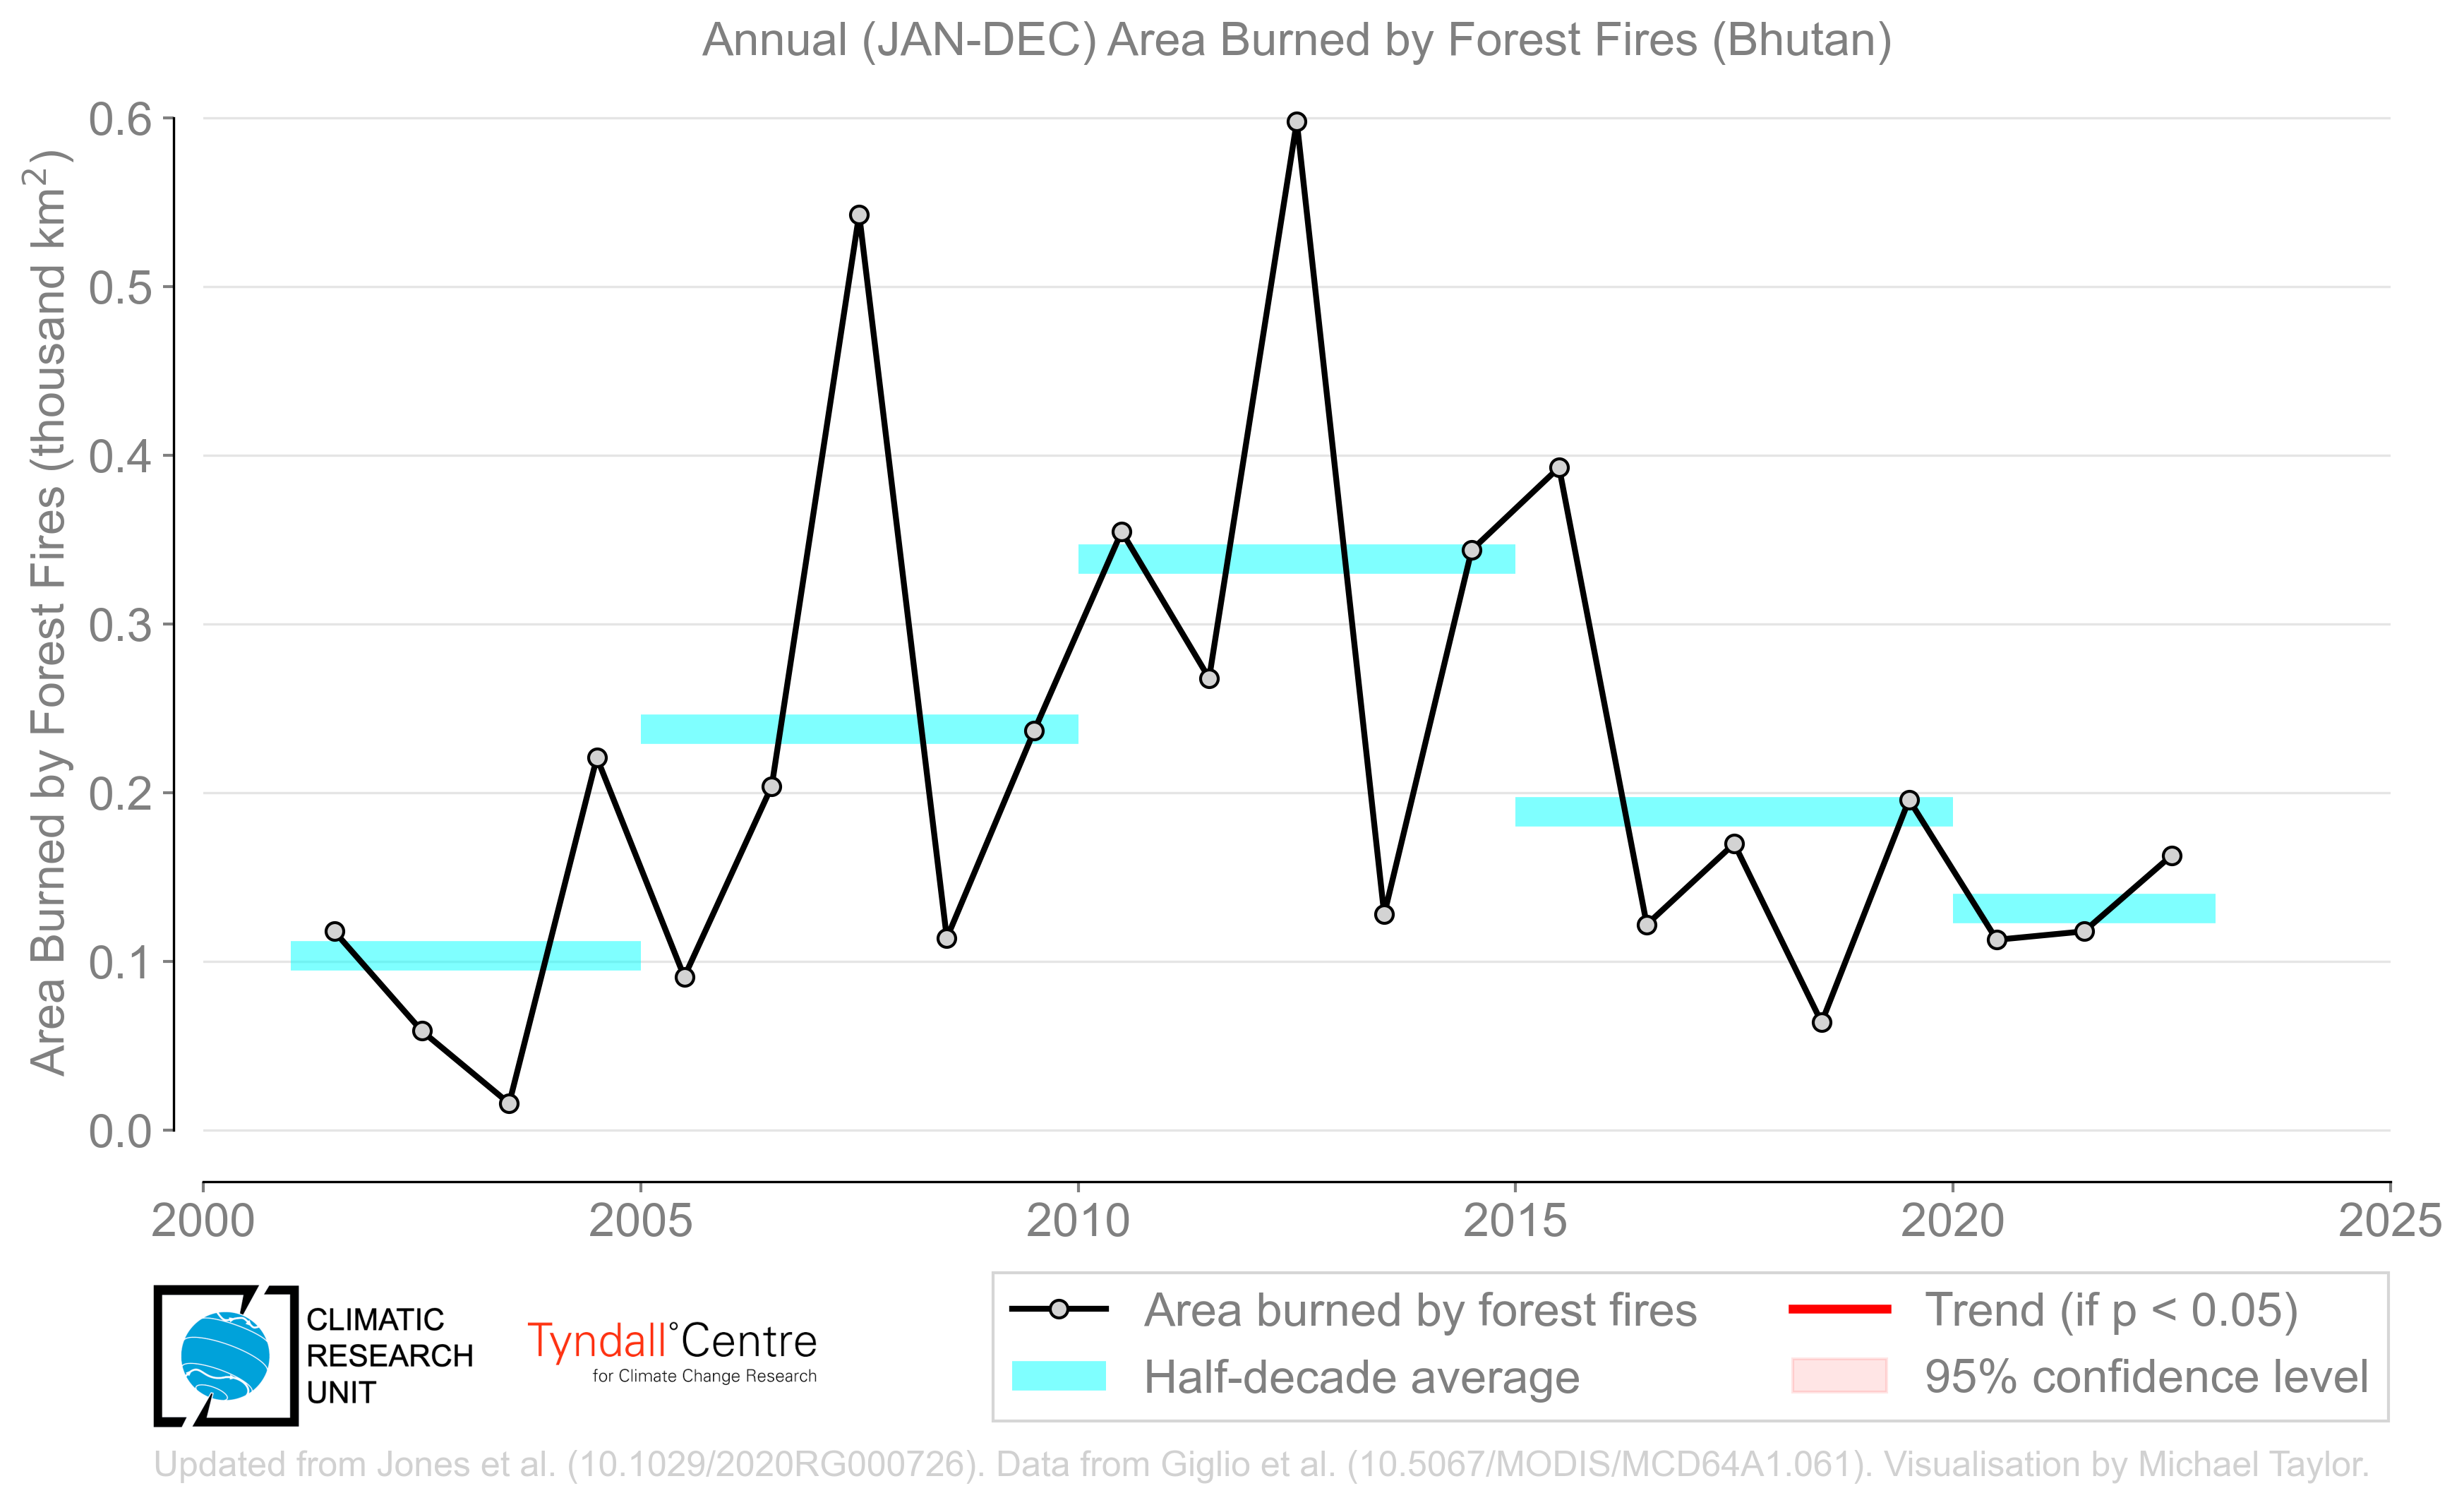 Annual (JAN-DEC) Area Burned by Forest Fires (Bhutan)
Area Burned by Forest Fires (thousand km²)
0.6
0.5
0.4
0.3
0.2
0.1
0.0
2000 2005 2010 2015 2020 2025
CLIMATIC
RESEARCH
UNIT
Tyndall°Centre
for Climate Change Research
Area burned by forest fires
Half-decade average
Trend (if p < 0.05)
95% confidence level
Updated from Jones et al. (10.1029/2020RG000726). Data from Giglio et al. (10.5067/MODIS/MCD64A1.061). Visualisation by Michael Taylor.